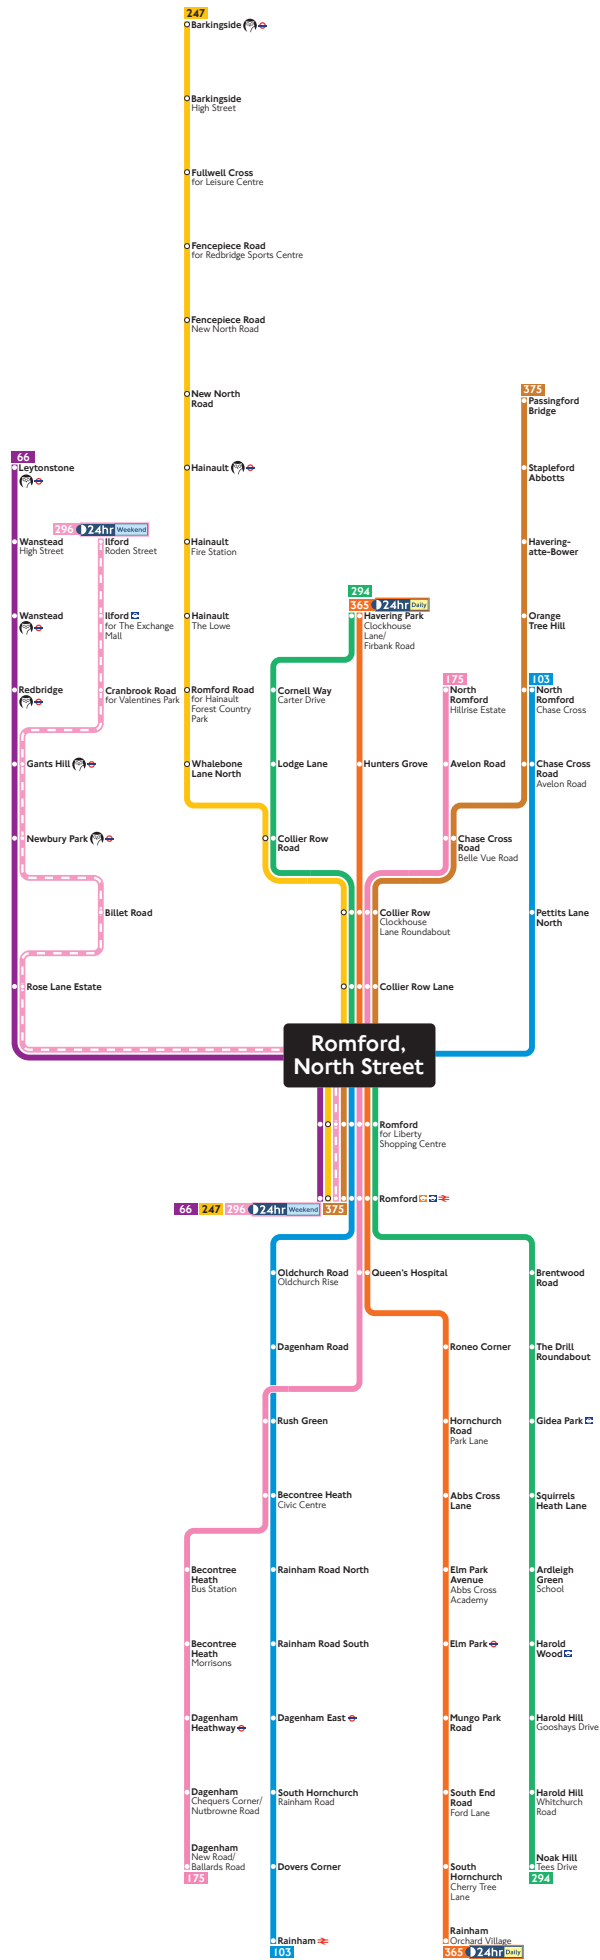 247
Barkingside
Barkingside
High Street
Fullwell Cross
for Leisure Centre
Fencepiece Road
for Redbridge Sports Centre
Fencepiece Road
New North Road
New North
Road
Hainault
Hainault
Fire Station
Hainault
The Lowe
Romford Road
for Hainault
Forest Country
Park
Whalebone
Lane North
66
Leytonstone
Wanstead
High Street
Wanstead
Redbridge
Gants Hill
Newbury Park
Rose Lane Estate
296 24hr Weekend
Ilford
Roden Street
Ilford
for The Exchange
Mall
Cranbrook Road
for Valentines Park
Billet Road
294
365 24hr Daily
Havering Park
Clockhouse
Lane/
Firbank Road
Cornell Way
Carter Drive
Lodge Lane
Hunters Grove
Collier Row
Road
375
Passingford
Bridge
Stapleford
Abbotts
Havering-
atte-Bower
Orange
Tree Hill
175
North
Romford
Hillrise Estate
Avelon Road
103
North
Romford
Chase Cross
Chase Cross
Road
Avelon Road
Chase Cross
Road
Belle Vue Road
Collier Row
Clockhouse
Lane Roundabout
Pettits Lane
North
Collier Row Lane
Romford,
North Street
Romford
for Liberty
Shopping Centre
Romford
66 247 296 24hr Weekend 375
Oldchurch Road
Oldchurch Rise
Queen's Hospital
Brentwood
Road
Dagenham Road
Roneo Corner
The Drill
Roundabout
Rush Green
Hornchurch
Road
Park Lane
Gidea Park
Becontree Heath
Civic Centre
Abbs Cross
Lane
Squirrels
Heath Lane
Becontree
Heath
Bus Station
Rainham Road North
Elm Park
Avenue
Abbs Cross
Academy
Ardleigh
Green
School
Becontree
Heath
Morrisons
Rainham Road South
Elm Park
Harold
Wood
Dagenham
Heathway
Dagenham East
Mungo Park
Road
Harold Hill
Gooshays Drive
Dagenham
Chequers Corner/
Nutbrowne Road
South Hornchurch
Rainham Road
South End
Road
Ford Lane
Harold Hill
Whitchurch
Road
Dagenham
New Road/
Ballards Road
175
Dovers Corner
South
Hornchurch
Cherry Tree
Lane
Noak Hill
Tees Drive
294
Rainham
103
Rainham
Orchard Village
365 24hr Daily